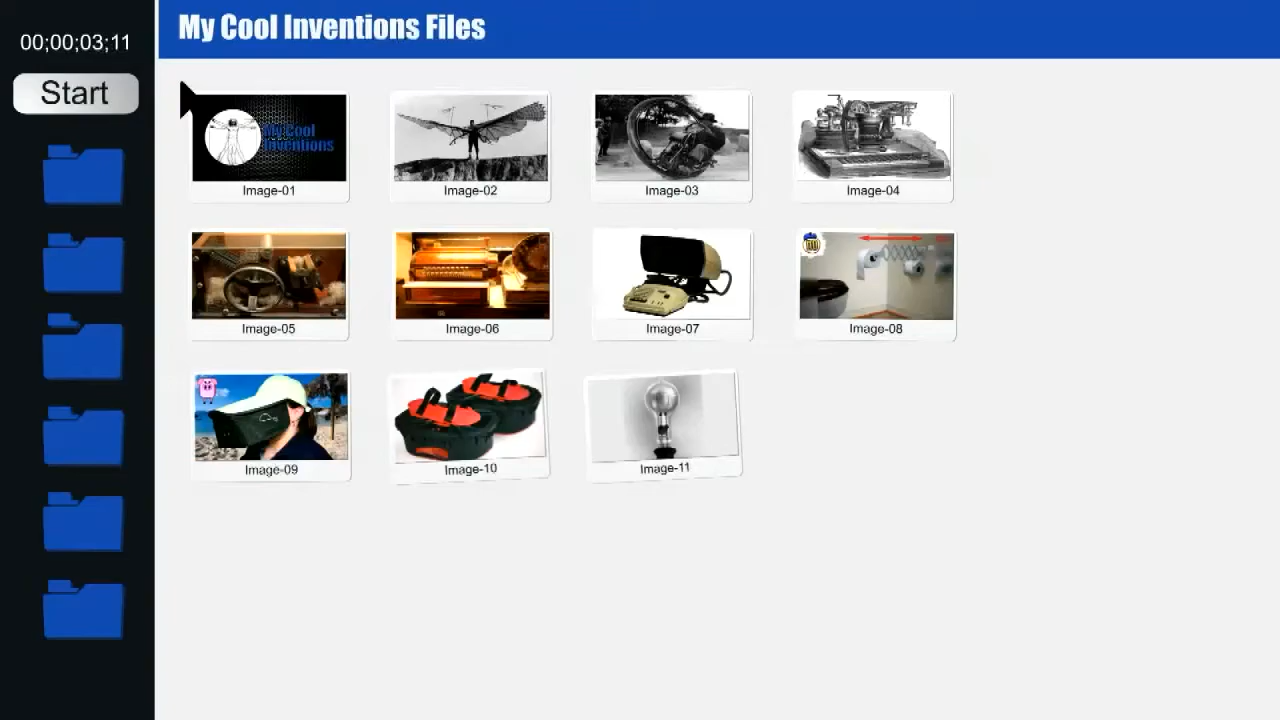 My Cool Inventions Files
00;00;03;11
Start
My Cool
Inventions
Image-01
Image-02
Image-03
Image-04
Image-05
Image-06
Image-07
Image-08
Image-09
Image-10
Image-11